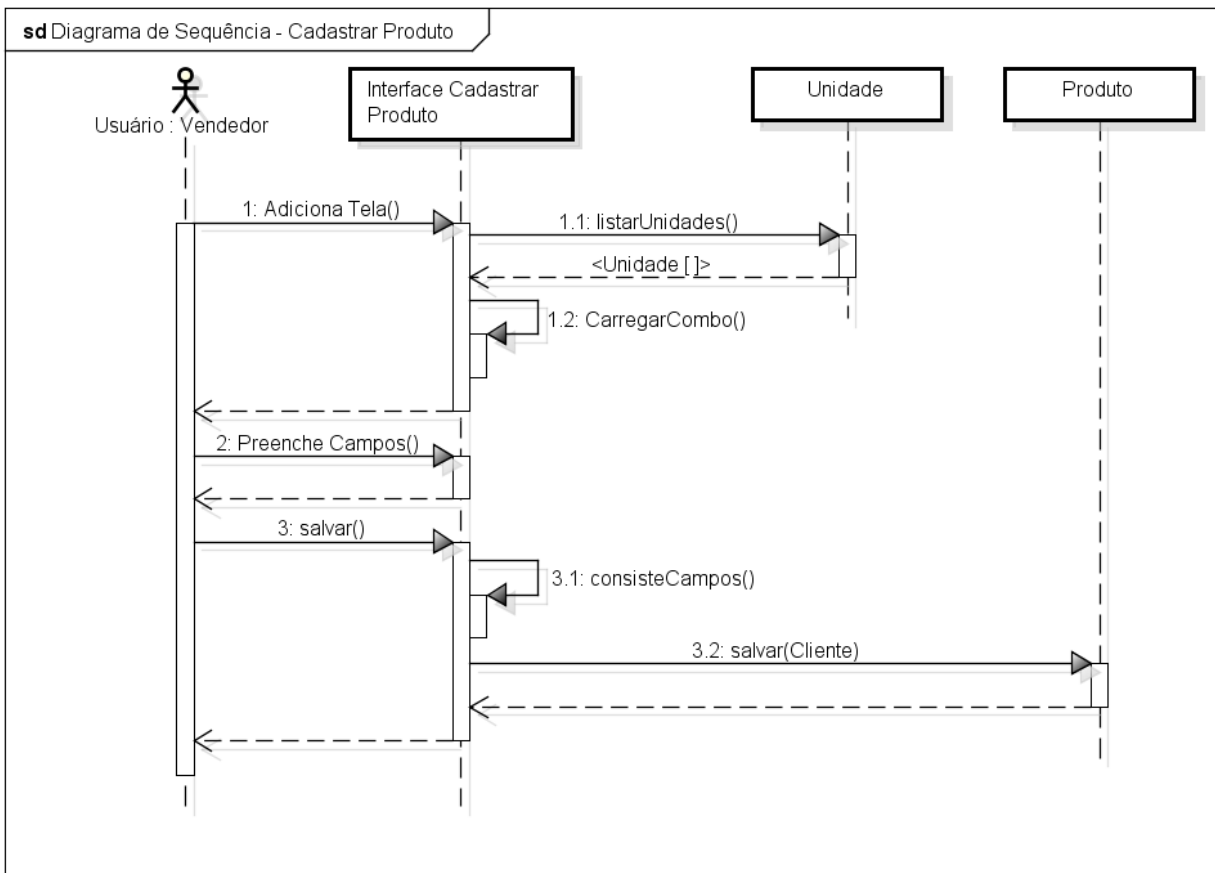 sd Diagrama de Sequência - Cadastrar Produto
Usuário : Vendedor
Interface Cadastrar
Produto
Unidade
Produto
1: Adiciona Tela()
1.1: listarUnidades()
<Unidade [ ]>
1.2: CarregarCombo()
2: Preenche Campos()
3: salvar()
3.1: consisteCampos()
3.2: salvar(Cliente)